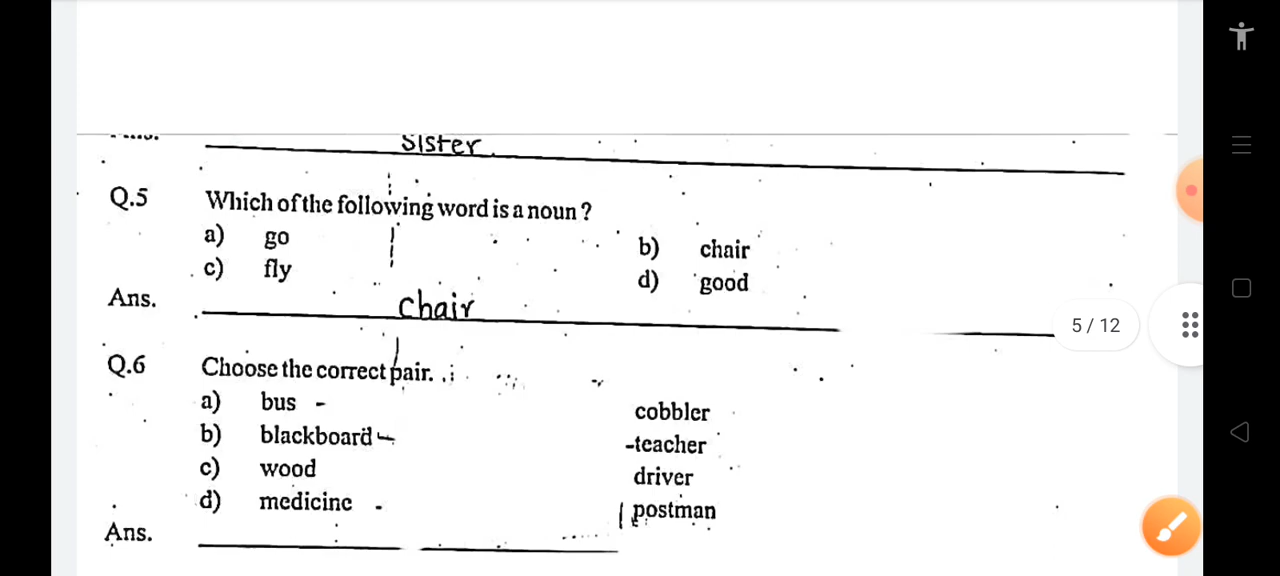 Sister.
Q.5 Which of the following word is a noun ?
a) go b) chair
c) fly d) good
Ans. chair
5 / 12
Q.6 Choose the correct pair.
a) bus - cobbler
b) blackboard - -teacher
c) wood driver
d) medicine - postman
Ans.